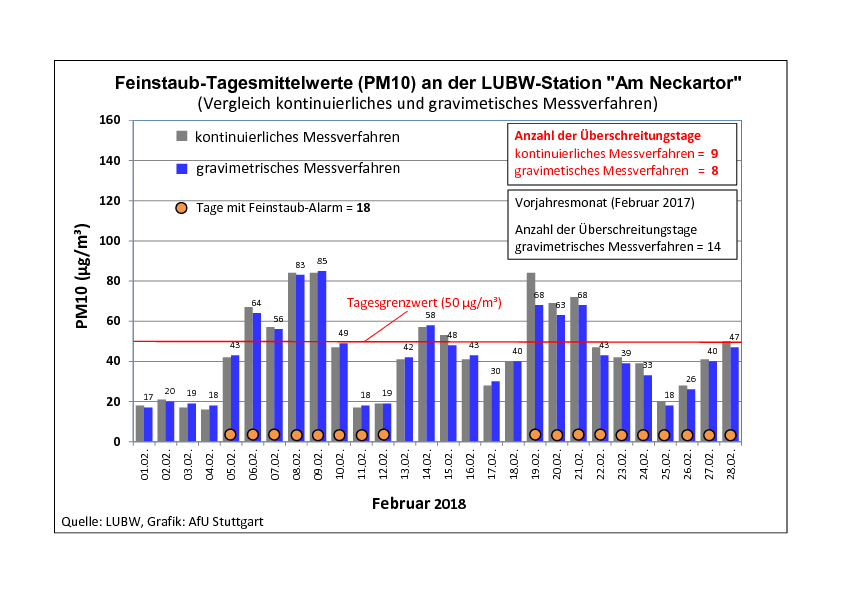 Feinstaub-Tagesmittelwerte (PM10) an der LUBW-Station "Am Neckartor"
(Vergleich kontinuierliches und gravimetisches Messverfahren)
PM10 (µg/m³)
160
140
120
100
80
60
40
20
0
kontinuierliches Messverfahren
gravimetrisches Messverfahren
Tage mit Feinstaub-Alarm = 18
Anzahl der Überschreitungstage
kontinuierliches Messverfahren = 9
gravimetisches Messverfahren = 8
Vorjahresmonat (Februar 2017)
Anzahl der Überschreitungstage
gravimetrisches Messverfahren = 14
Tagesgrenzwert (50 µg/m³)
17 20 19 18 43 64 56 83 85 49 18 19 42 58 48 43 30 40 68 63 68 43 39 33 18 26 40 47
01.02. 02.02. 03.02. 04.02. 05.02. 06.02. 07.02. 08.02. 09.02. 10.02. 11.02. 12.02. 13.02. 14.02. 15.02. 16.02. 17.02. 18.02. 19.02. 20.02. 21.02. 22.02. 23.02. 24.02. 25.02. 26.02. 27.02. 28.02.
Februar 2018
Quelle: LUBW, Grafik: AfU Stuttgart